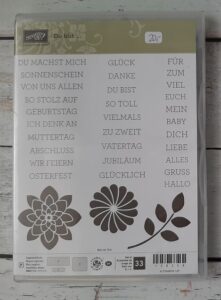 DU MACHST MICH
SONNENSCHEIN
VON UNS ALLEN
SO STOLZ AUF
GEBURTSTAG
ICH DENK AN
MUTTERTAG
ABSCHLUSS
WIR FEIERN
OSTERFEST
GLÜCK
DANKE
DU BIST
SO TOLL
VIELMALS
ZU ZWEIT
VATERTAG
JUBILÄUM
GLÜCKLICH
FÜR
ZUM
VIEL
EUCH
MEIN
BABY
DICH
LIEBE
ALLES
GRUSS
HALLO
33